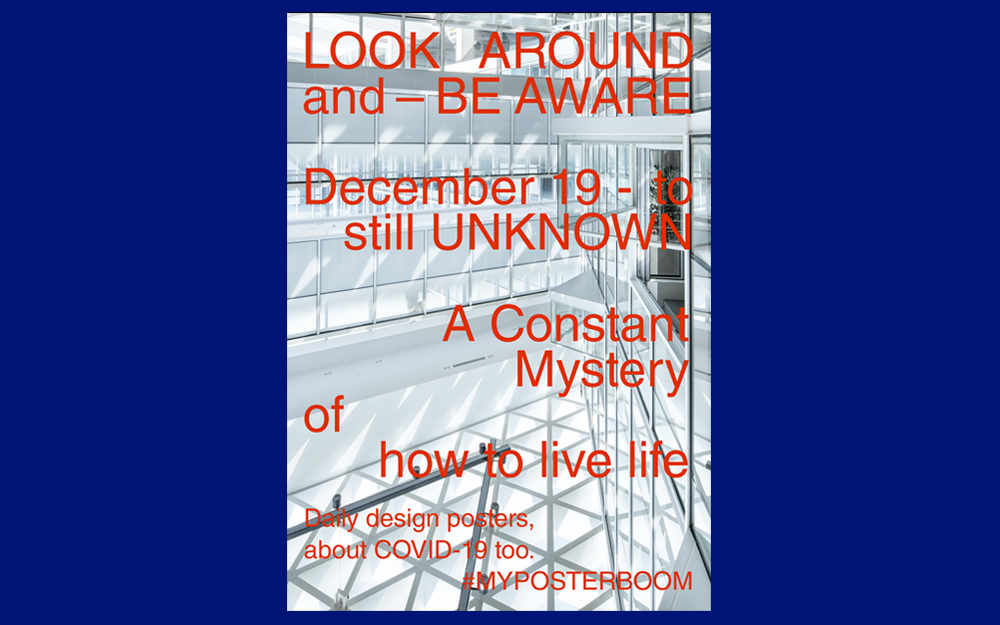 LOOK AROUND
and – BE AWARE
December 19 - to
still UNKNOWN
A Constant
Mystery
of
how to live life
Daily design posters,
about COVID-19 too.
#MYPOSTERBOOM